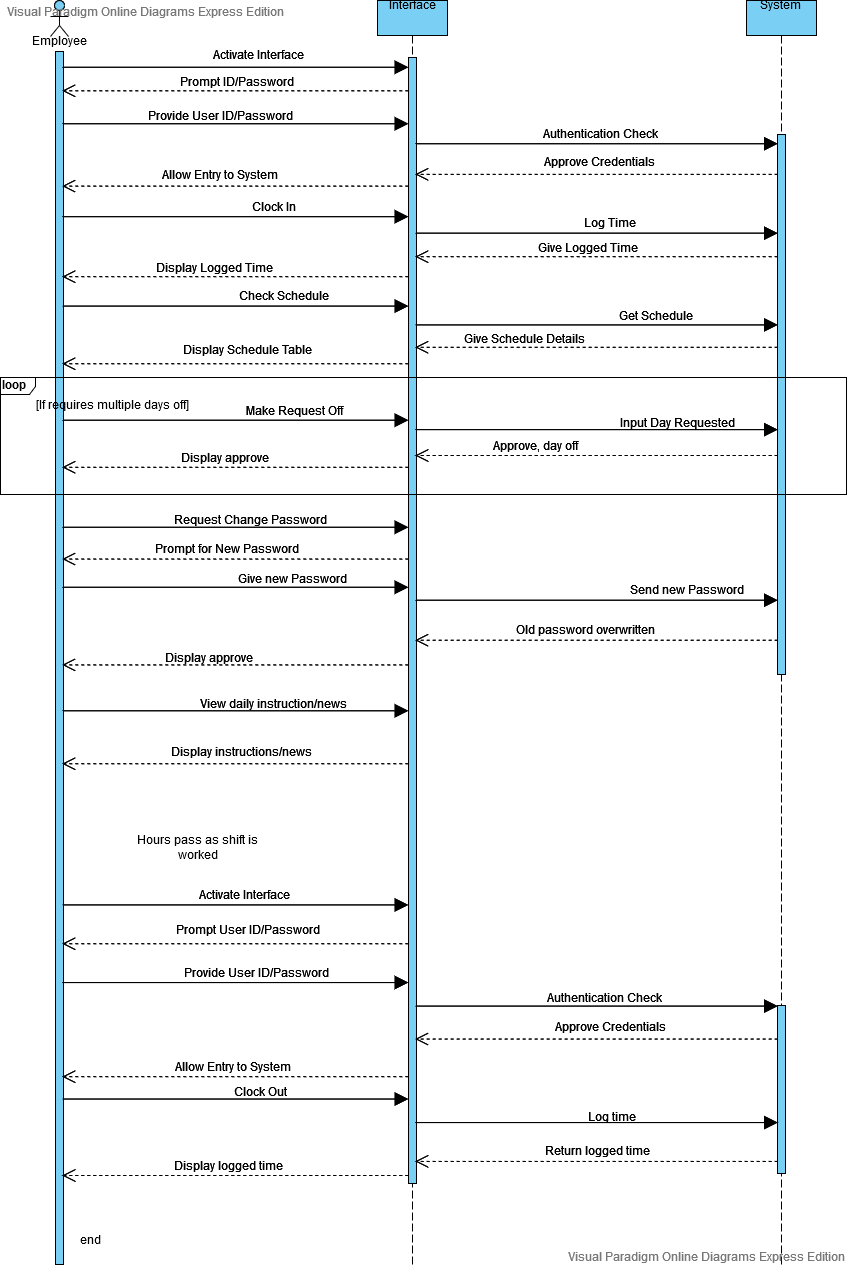 Visual Paradigm Online Diagrams Express Edition
Interface
System
Employee
Activate Interface
Prompt ID/Password
Provide User ID/Password
Authentication Check
Approve Credentials
Allow Entry to System
Clock In
Log Time
Give Logged Time
Display Logged Time
Check Schedule
Get Schedule
Give Schedule Details
Display Schedule Table
loop
[If requires multiple days off]
Make Request Off
Input Day Requested
Approve, day off
Display approve
Request Change Password
Prompt for New Password
Give new Password
Send new Password
Old password overwritten
Display approve
View daily instruction/news
Display instructions/news
Hours pass as shift is
worked
Activate Interface
Prompt User ID/Password
Provide User ID/Password
Authentication Check
Approve Credentials
Allow Entry to System
Clock Out
Log time
Return logged time
Display logged time
end
Visual Paradigm Online Diagrams Express Edition